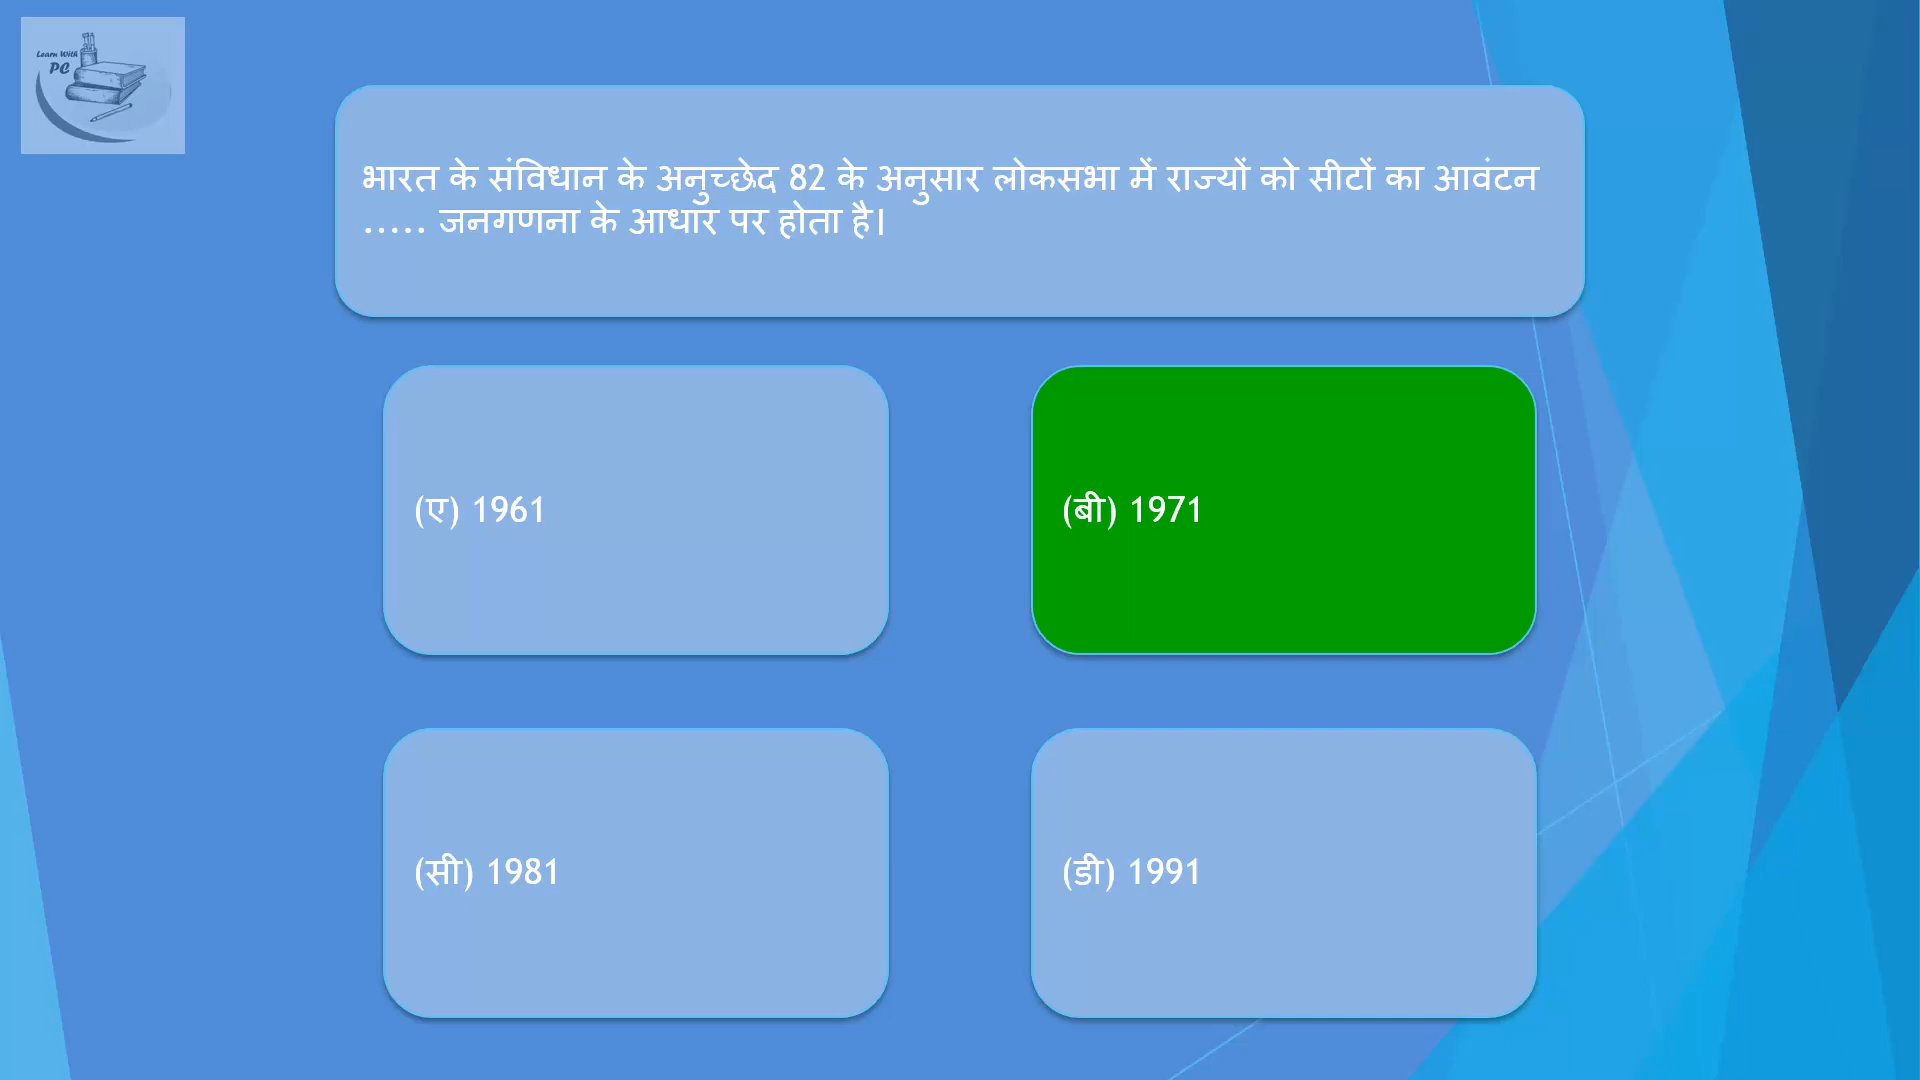 Learn With
PC
भारत के संविधान के अनुच्छेद 82 के अनुसार लोकसभा में राज्यों को सीटों का आवंटन
..... जनगणना के आधार पर होता है।
(ए) 1961
(बी) 1971
(सी) 1981
(डी) 1991